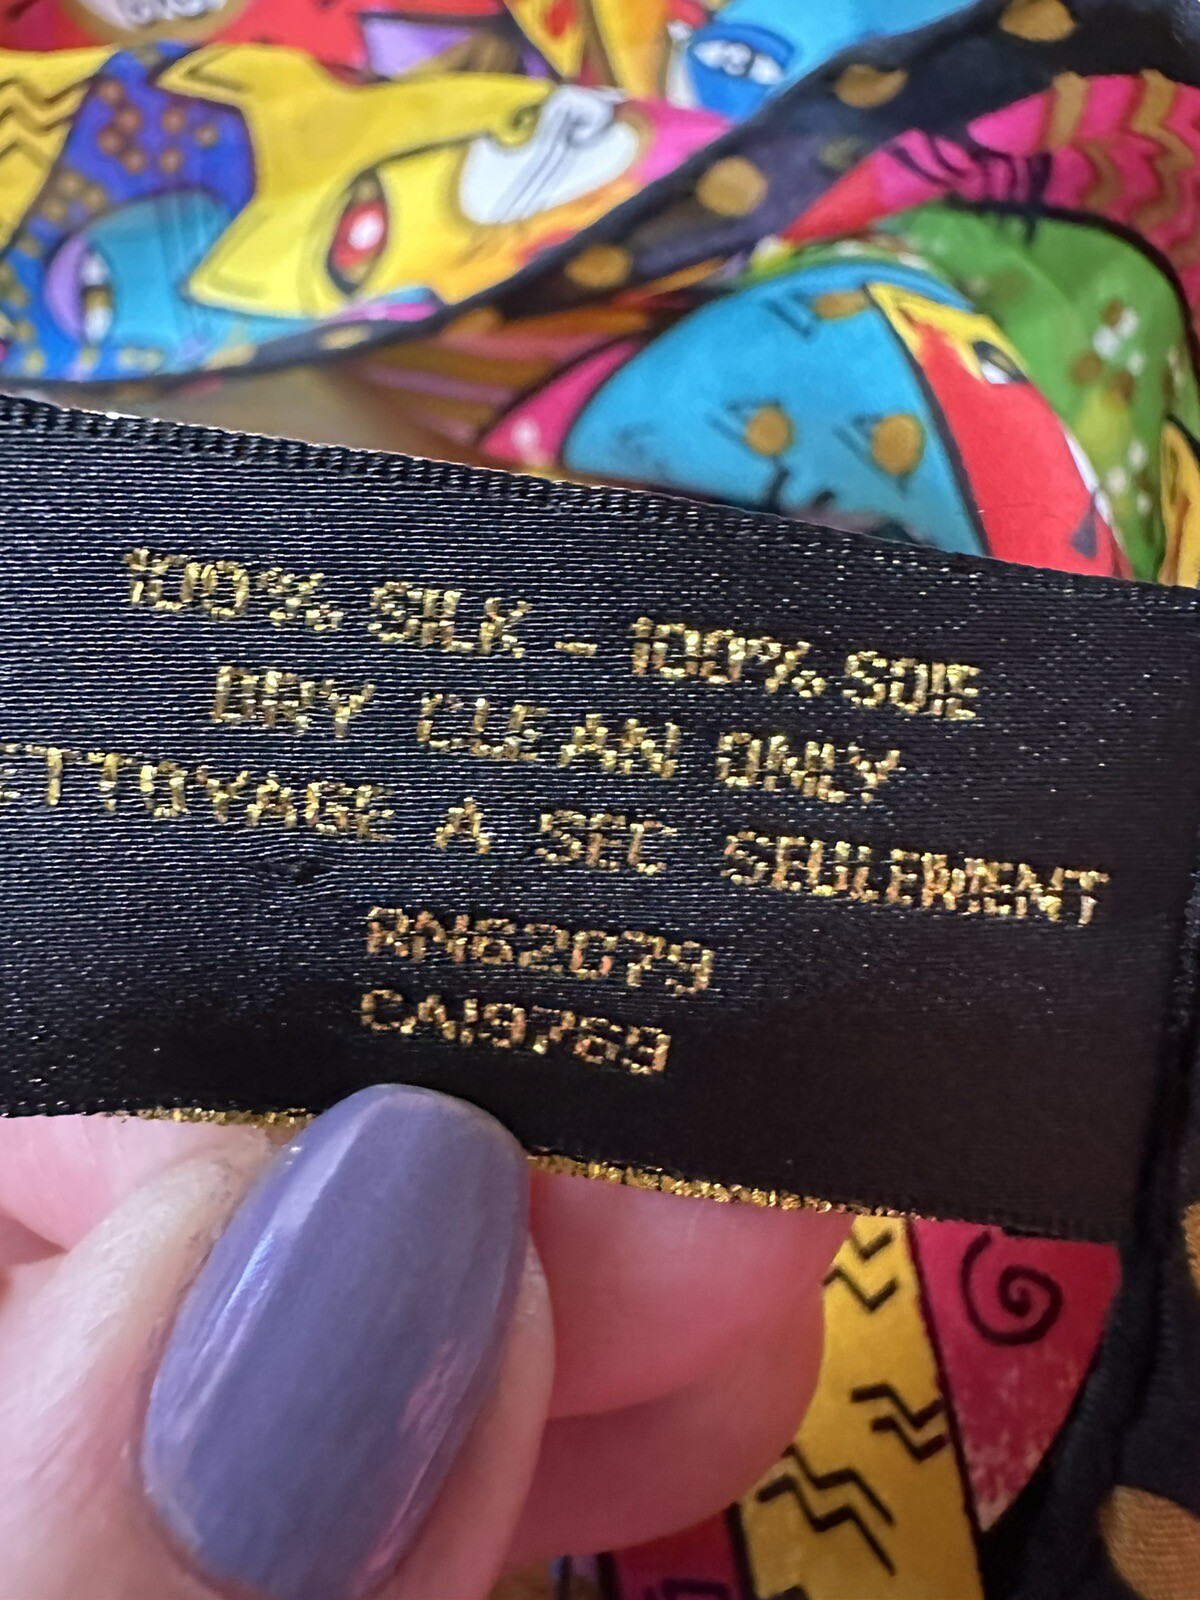 100% SILK - 100% SOIE
DRY CLEAN ONLY
ETTOYAGE A SEC SEULEMENT
RN62079
CA19769